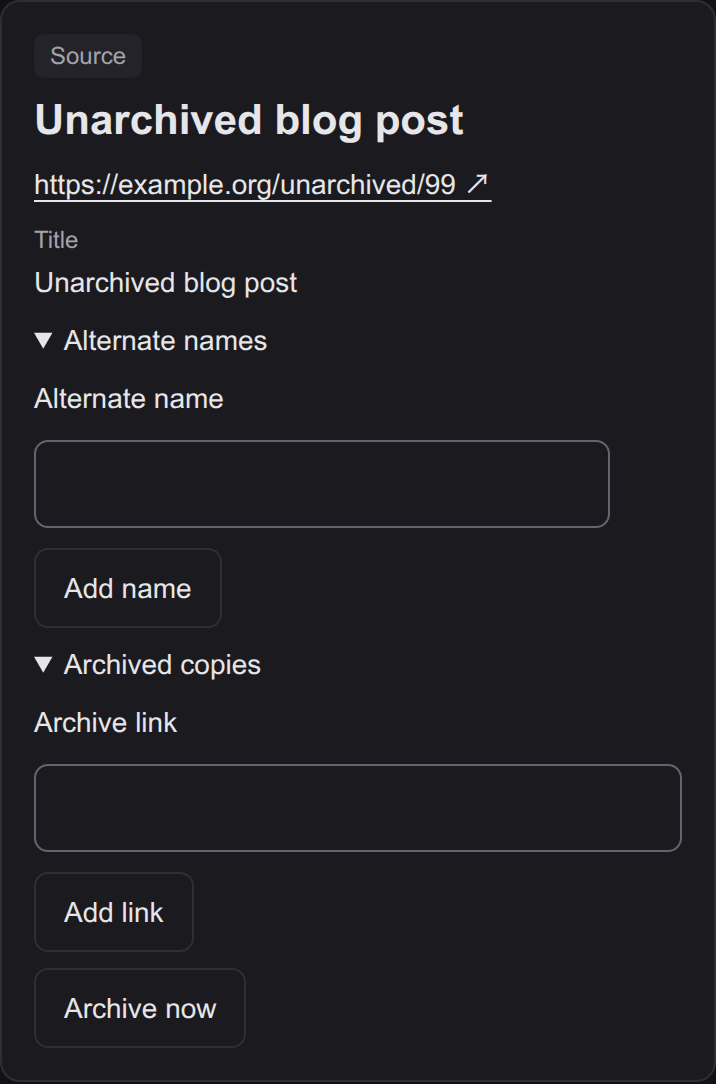 Source
Unarchived blog post
https://example.org/unarchived/99 ↗
Title
Unarchived blog post
▼ Alternate names
Alternate name
Add name
▼ Archived copies
Archive link
Add link
Archive now